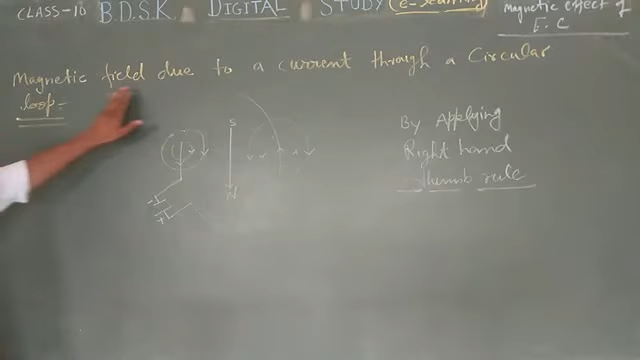 CLASS-10 B.D.S.K. DIGITAL STUDY (e-learning)
Magnetic effect of
E.C
Magnetic field due to a current through a Circular
loop-
By Applying
Right hand
Thumb rule
S
N
- +